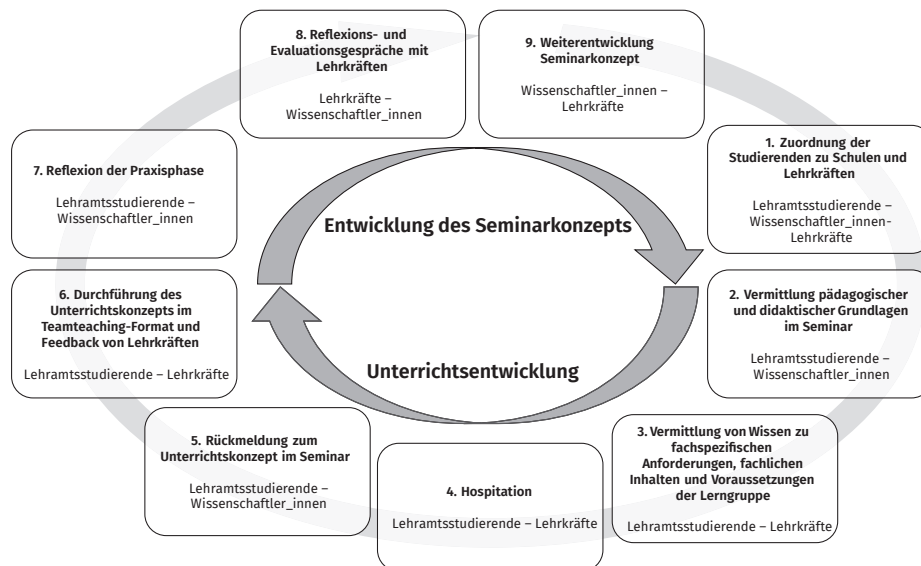 8. Reflexions- und
Evaluationsgespräche mit
Lehrkräften
Lehrkräfte –
Wissenschaftler_innen
9. Weiterentwicklung
Seminarkonzept
Wissenschaftler_innen –
Lehrkräfte
1. Zuordnung der
Studierenden zu Schulen und
Lehrkräften
Lehramtsstudierende –
Wissenschaftler_innen-
Lehrkräfte
2. Vermittlung pädagogischer
und didaktischer Grundlagen
im Seminar
Lehramtsstudierende –
Wissenschaftler_innen
3. Vermittlung von Wissen zu
fachspezifischen
Anforderungen, fachlichen
Inhalten und Voraussetzungen
der Lerngruppe
Lehramtsstudierende – Lehrkräfte
4. Hospitation
Lehramtsstudierende – Lehrkräfte
5. Rückmeldung zum
Unterrichtskonzept im Seminar
Lehramtsstudierende –
Wissenschaftler_innen
6. Durchführung des
Unterrichtskonzepts im
Teamteaching-Format und
Feedback von Lehrkräften
Lehramtsstudierende – Lehrkräfte
7. Reflexion der Praxisphase
Lehramtsstudierende –
Wissenschaftler_innen
Entwicklung des Seminarkonzepts
Unterrichtsentwicklung